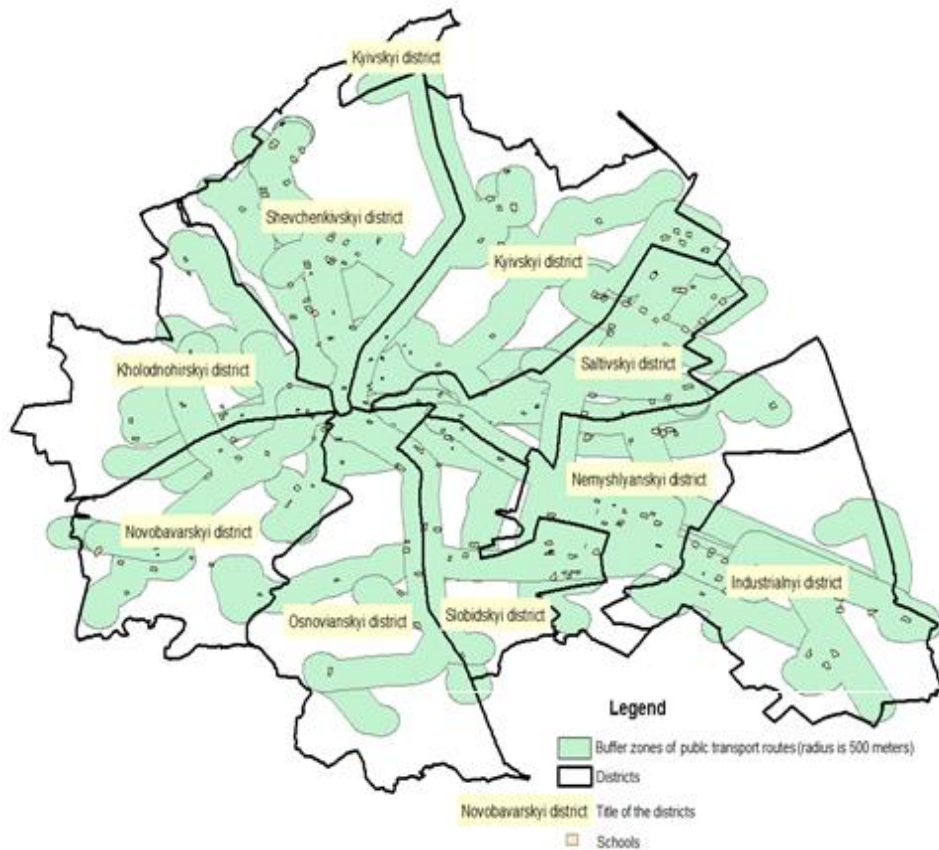 Kyivskyi district
Shevchenkivskyi district
Kyivskyi district
Kholodnohirskyi district
Saltivskyi district
Nemyshlyanskyi district
Novobavarskyi district
Industrialnyi district
Osnovianskyi district
Slobidskyi district
Legend
Buffer zones of publc transport routes (radius is 500 meters)
Districts
Novobavarskyi district Title of the districts
Schools